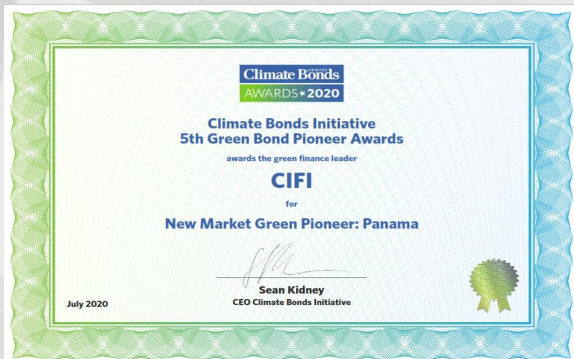 Climate Bonds
AWARDS★2020
Climate Bonds Initiative
5th Green Bond Pioneer Awards
awards the green finance leader
CIFI
for
New Market Green Pioneer: Panama
Sean Kidney
CEO Climate Bonds Initiative
July 2020